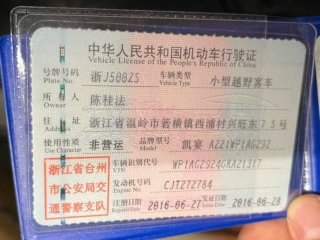 中华人民共和国机动车行驶证
Vehicle License of the People's Republic of China
号牌号码 浙J508ZS 车辆类型 小型越野客车
Plate No. Vehicle Type
所有人 陈桂法
Owner
住址 浙江省温岭市箬横镇西浦村兴旺东75号
Address
使用性质 非营运 品牌型号 凯宴
Use Character Model
浙江省台州
市公安局交
通警察支队
车辆识别代号
VIN
发动机号码 CJT272784
Engine No.
注册日期 2016-06-27 发证日期 2016-06-28
Register Date Issue Date